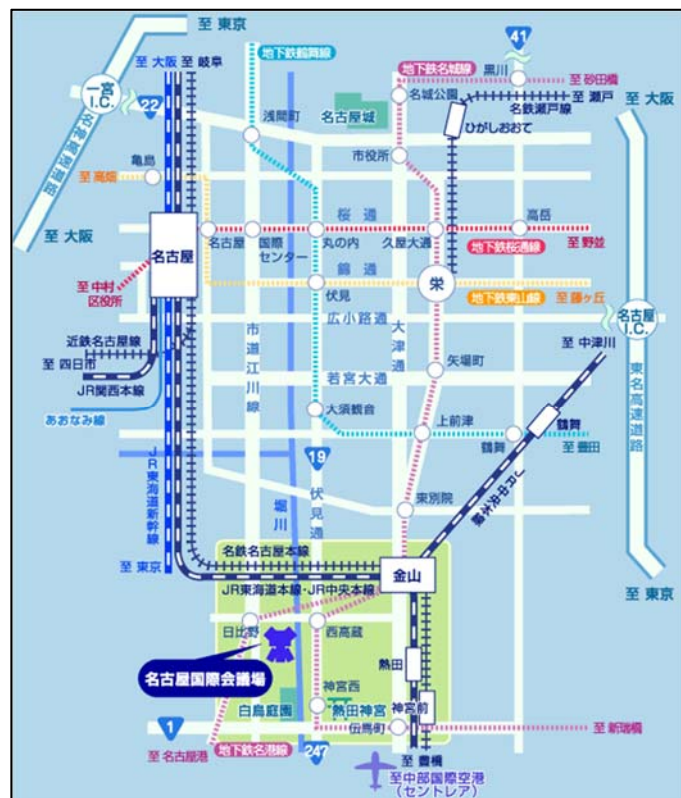 至 東京
41
地下鉄鶴舞線
地下鉄名城線
黒川
至 砂田橋
至 大阪
至 岐阜
一宮
I.C.
22
名城公園
名鉄瀬戸線
至 瀬戸
至 大阪
浅間町
名古屋城
ひがしおおて
市役所
亀島
至 高畑
桜通
高岳
至 大阪
名古屋
国際
センター
丸の内
久屋大通
地下鉄桜通線
至 野並
名古屋
錦通
栄
至 中村
区役所
伏見
地下鉄東山線
至 藤ヶ丘
広小路通
名古屋
I.C.
近鉄名古屋線
至 四日市
市道江川線
大津通
矢場町
至 中津川
JR関西本線
若宮大通
東名高速道路
あおなみ線
大須観音
上前津
鶴舞
鶴舞
至 豊田
JR東海道新幹線
19
伏見通
堀川
東別院
JR中央本線
名鉄名古屋本線
至 東京
金山
至 東京
JR東海道本線・JR中央本線
日比野
西高蔵
熱田
名古屋国際会議場
神宮西
白鳥庭園
熱田神宮
神宮前
1
伝馬町
至 新瑞橋
至 名古屋港
地下鉄名港線
247
至 豊橋
至中部国際空港
(セントレア)